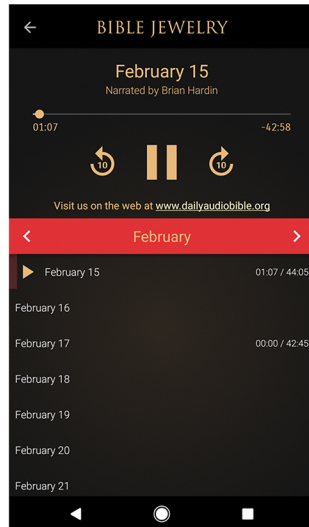 BIBLE JEWELRY
February 15
Narrated by Brian Hardin
01:07 -42:58
10 10
Visit us on the web at www.dailyaudiobible.org
February
February 15 01:07 / 44:05
February 16
February 17 00:00 / 42:45
February 18
February 19
February 20
February 21